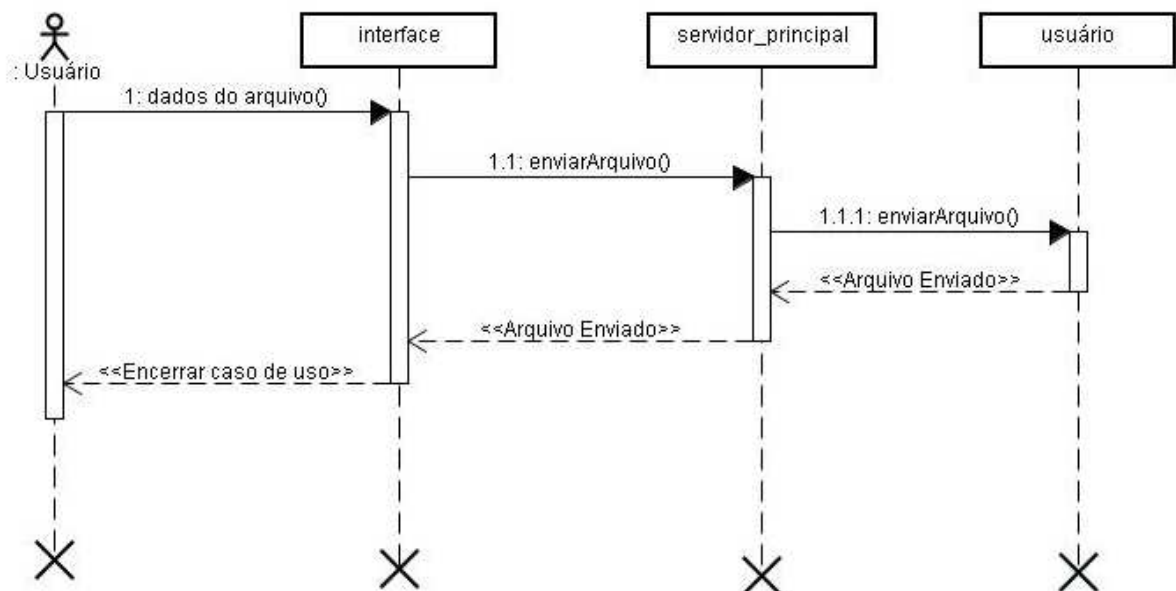 interface
servidor_principal
usuário
: Usuário
1: dados do arquivo()
1.1: enviarArquivo()
1.1.1: enviarArquivo()
<<Arquivo Enviado>>
<<Arquivo Enviado>>
<<Encerrar caso de uso>>